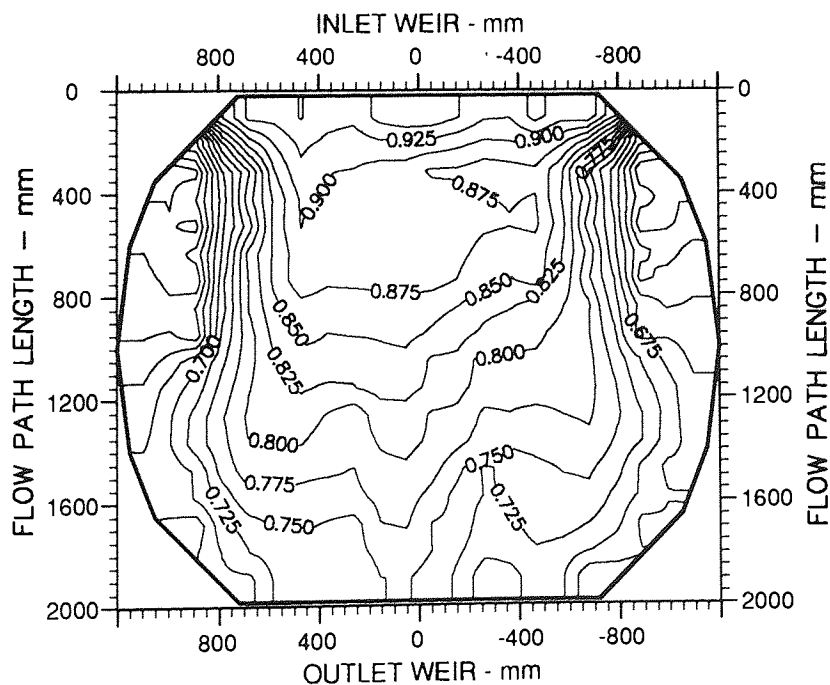 INLET WEIR - mm
800 400 0 -400 -800
0 0
0.925 0.900
0.775
400 400
0.900 0.875
800 800
0.875 0.850 0.825
0.850
0.700 0.825 0.800 0.675
1200 1200
0.800
0.750
0.775
1600 1600
0.725 0.750 0.725
2000 2000
800 400 0 -400 -800
OUTLET WEIR - mm
FLOW PATH LENGTH - mm
FLOW PATH LENGTH - mm